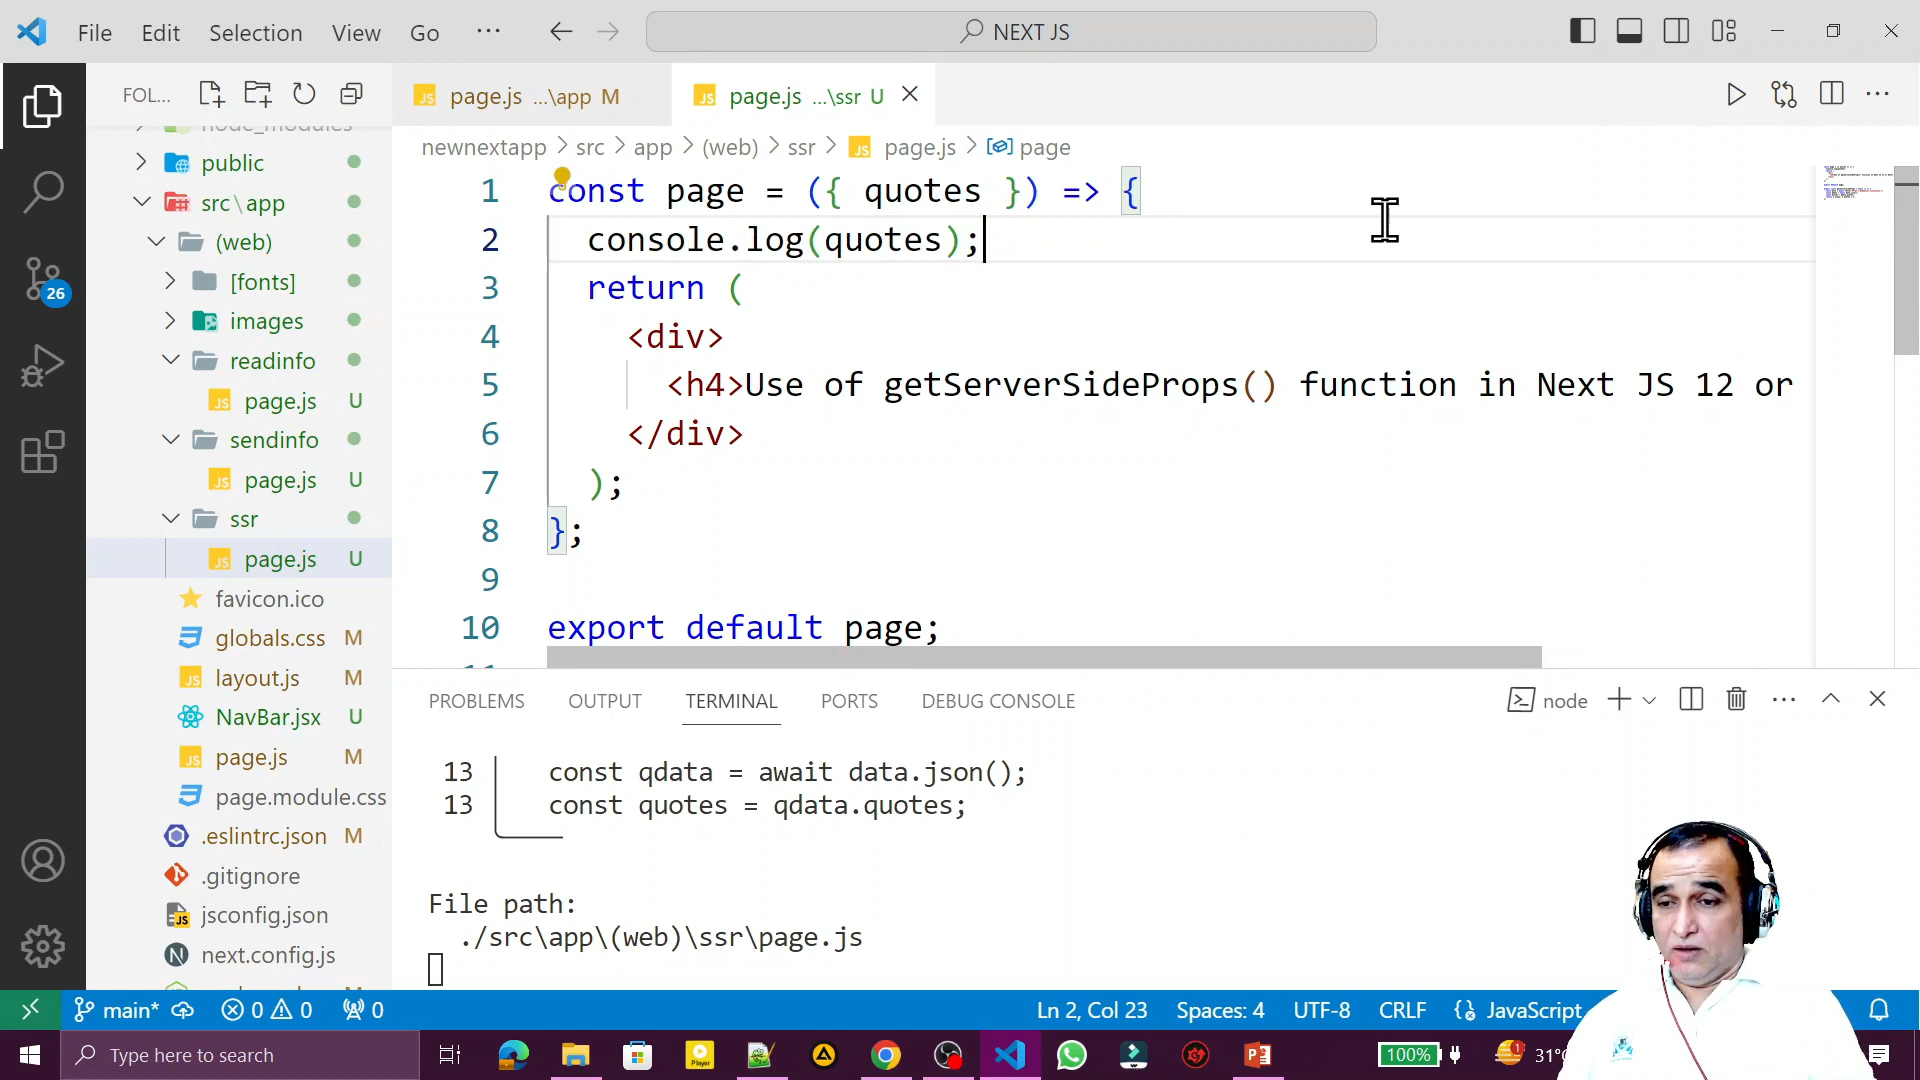 File Edit Selection View Go ··· NEXT JS
FOL...
page.js ...\app M
page.js ...\ssr U
newnextapp > src > app > (web) > ssr > page.js > page
node_modules
public
src\app
(web)
[fonts]
images
readinfo
page.js U
sendinfo
page.js U
ssr
page.js U
favicon.ico
globals.css M
layout.js M
NavBar.jsx U
page.js M
page.module.css
.eslintrc.json M
.gitignore
jsconfig.json
next.config.js
26
1 const page = ({ quotes }) => {
2 console.log(quotes);
3 return (
4 <div>
5 <h4>Use of getServerSideProps() function in Next JS 12 or
6 </div>
7 );
8 };
9
10 export default page;
PROBLEMS OUTPUT TERMINAL PORTS DEBUG CONSOLE node
13 const qdata = await data.json();
13 const quotes = qdata.quotes;
File path:
./src\app\(web)\ssr\page.js
main* 0 0 0 Ln 2, Col 23 Spaces: 4 UTF-8 CRLF JavaScript
Type here to search Player 100% 1 31°